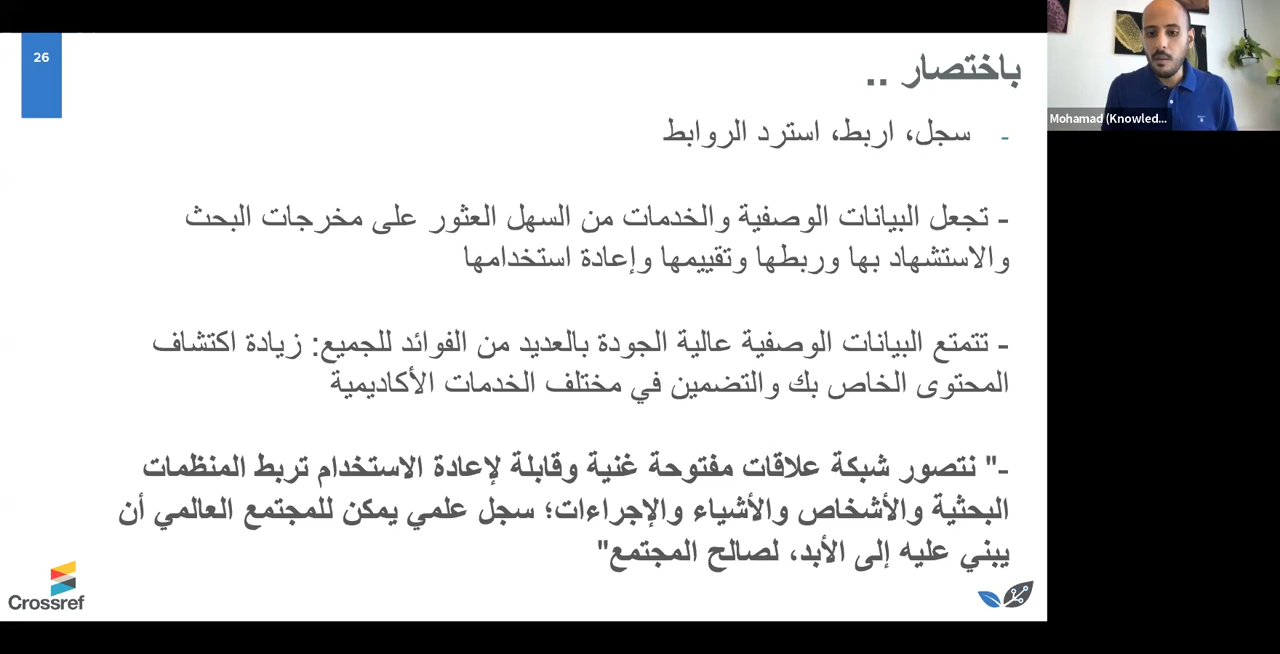 26
باختصار ..
- سجل، اربط، استرد الروابط
- تجعل البيانات الوصفية والخدمات من السهل العثور على مخرجات البحث
والاستشهاد بها وربطها وتقييمها وإعادة استخدامها
- تتمتع البيانات الوصفية عالية الجودة بالعديد من الفوائد للجميع: زيادة اكتشاف
المحتوى الخاص بك والتضمين في مختلف الخدمات الأكاديمية
-" نتصور شبكة علاقات مفتوحة غنية وقابلة لإعادة الاستخدام تربط المنظمات
البحثية والأشخاص والأشياء والإجراءات؛ سجل علمي يمكن للمجتمع العالمي أن
يبني عليه إلى الأبد، لصالح المجتمع"
Crossref
Mohamad (Knowled...